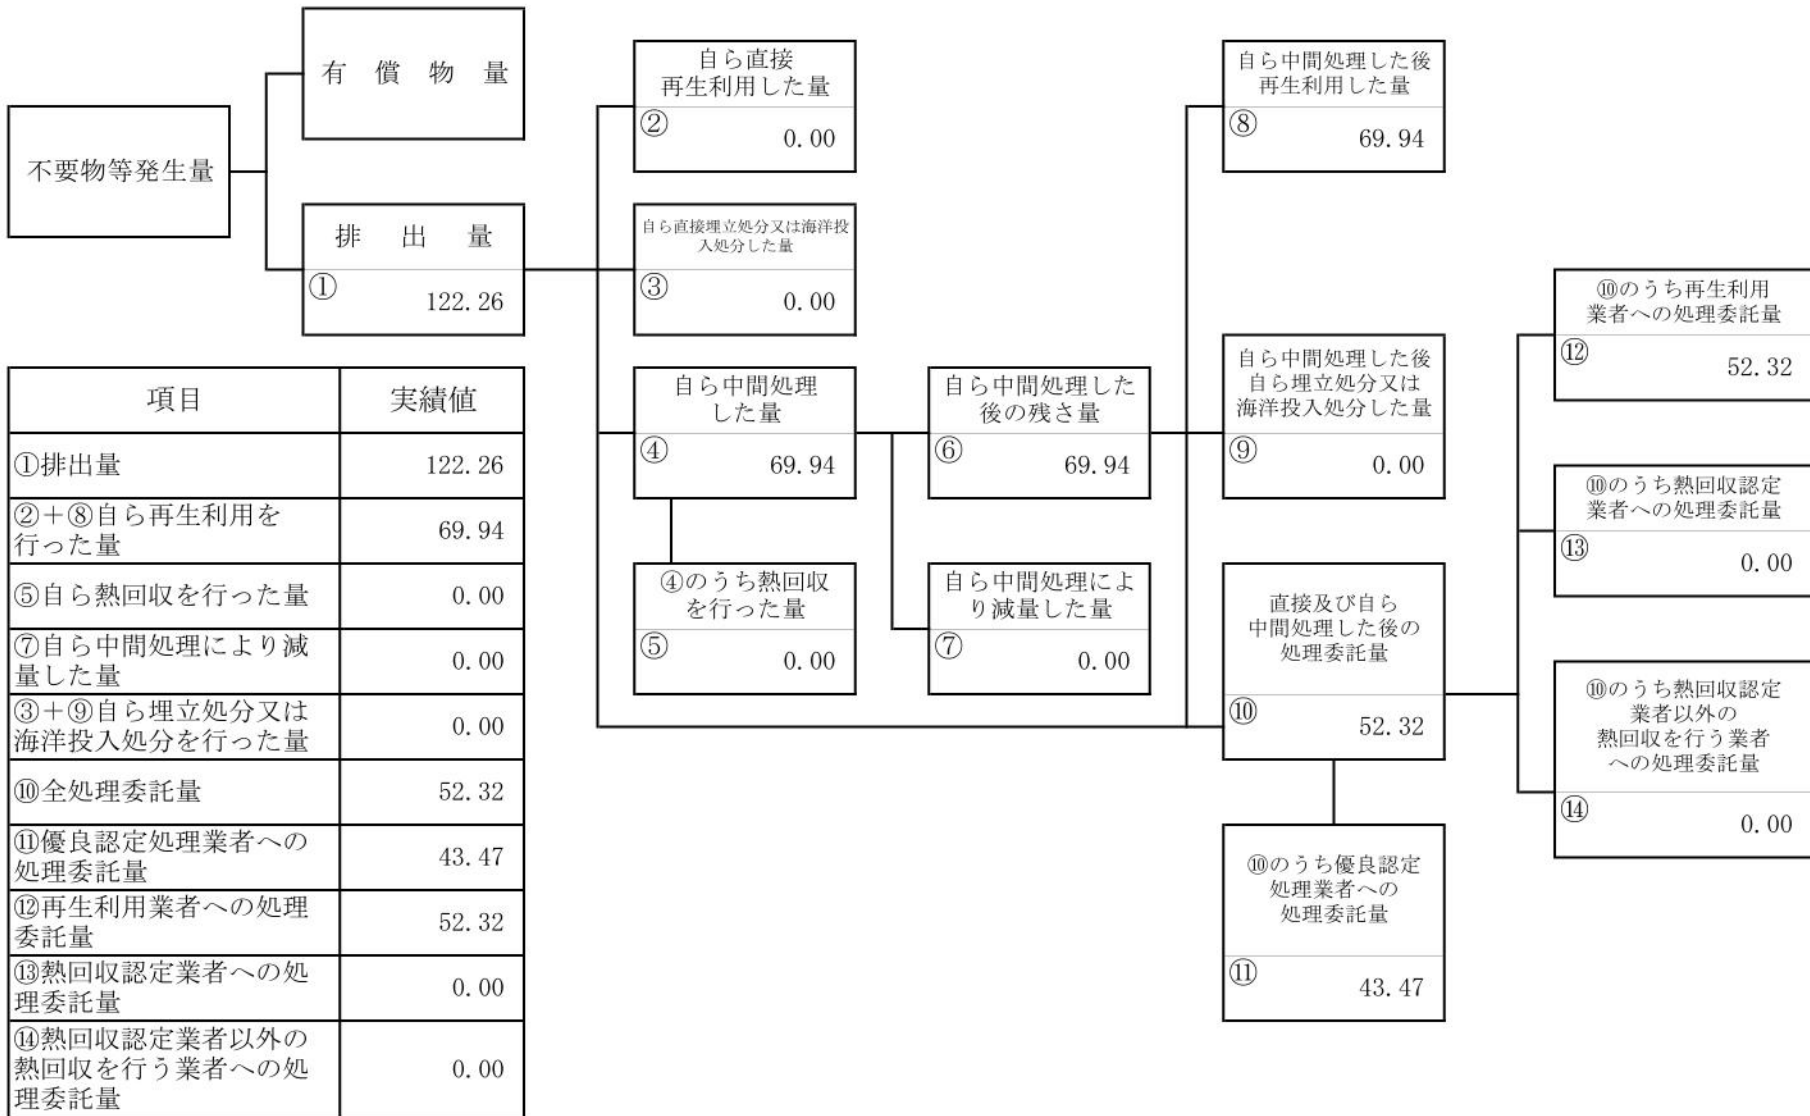 有償物量
不要物等発生量
排出量
①
122.26
自ら直接
再生利用した量
②
0.00
自ら直接埋立処分又は海洋投
入処分した量
③
0.00
自ら中間処理
した量
④
69.94
④のうち熱回収
を行った量
⑤
0.00
自ら中間処理した
後の残さ量
⑥
69.94
自ら中間処理によ
り減量した量
⑦
0.00
自ら中間処理した後
再生利用した量
⑧
69.94
自ら中間処理した後
自ら埋立処分又は
海洋投入処分した量
⑨
0.00
直接及び自ら
中間処理した後の
処理委託量
⑩
52.32
⑩のうち優良認定
処理業者への
処理委託量
⑪
43.47
⑩のうち再生利用
業者への処理委託量
⑫
52.32
⑩のうち熱回収認定
業者への処理委託量
⑬
0.00
⑩のうち熱回収認定
業者以外の
熱回収を行う業者
への処理委託量
⑭
0.00
項目 実績値
①排出量 122.26
②+⑧自ら再生利用を
行った量 69.94
⑤自ら熱回収を行った量 0.00
⑦自ら中間処理により減
量した量 0.00
③+⑨自ら埋立処分又は
海洋投入処分を行った量 0.00
⑩全処理委託量 52.32
⑪優良認定処理業者への
処理委託量 43.47
⑫再生利用業者への処理
委託量 52.32
⑬熱回収認定業者への処
理委託量 0.00
⑭熱回収認定業者以外の
熱回収を行う業者への処
理委託量 0.00